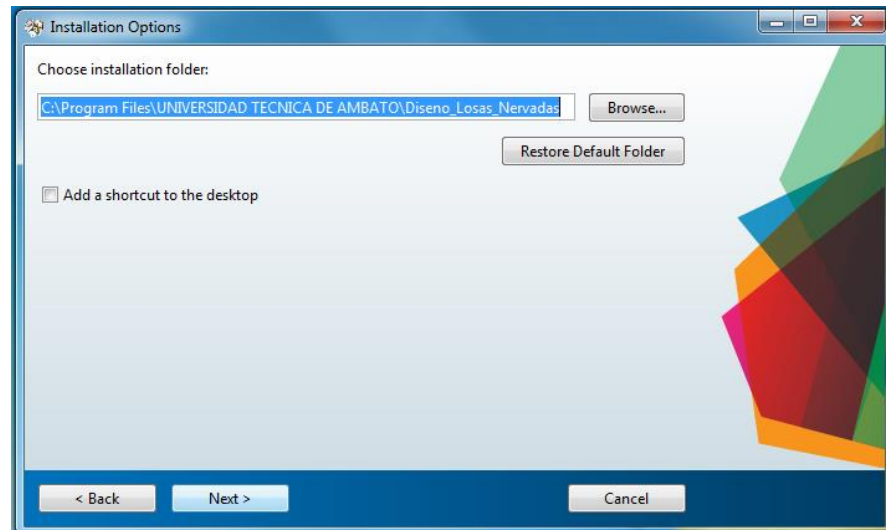 Installation Options
Choose installation folder:
C:\Program Files\UNIVERSIDAD TECNICA DE AMBATO\Diseno_Losas_Nervadas
Browse...
Restore Default Folder
Add a shortcut to the desktop
< Back
Next >
Cancel